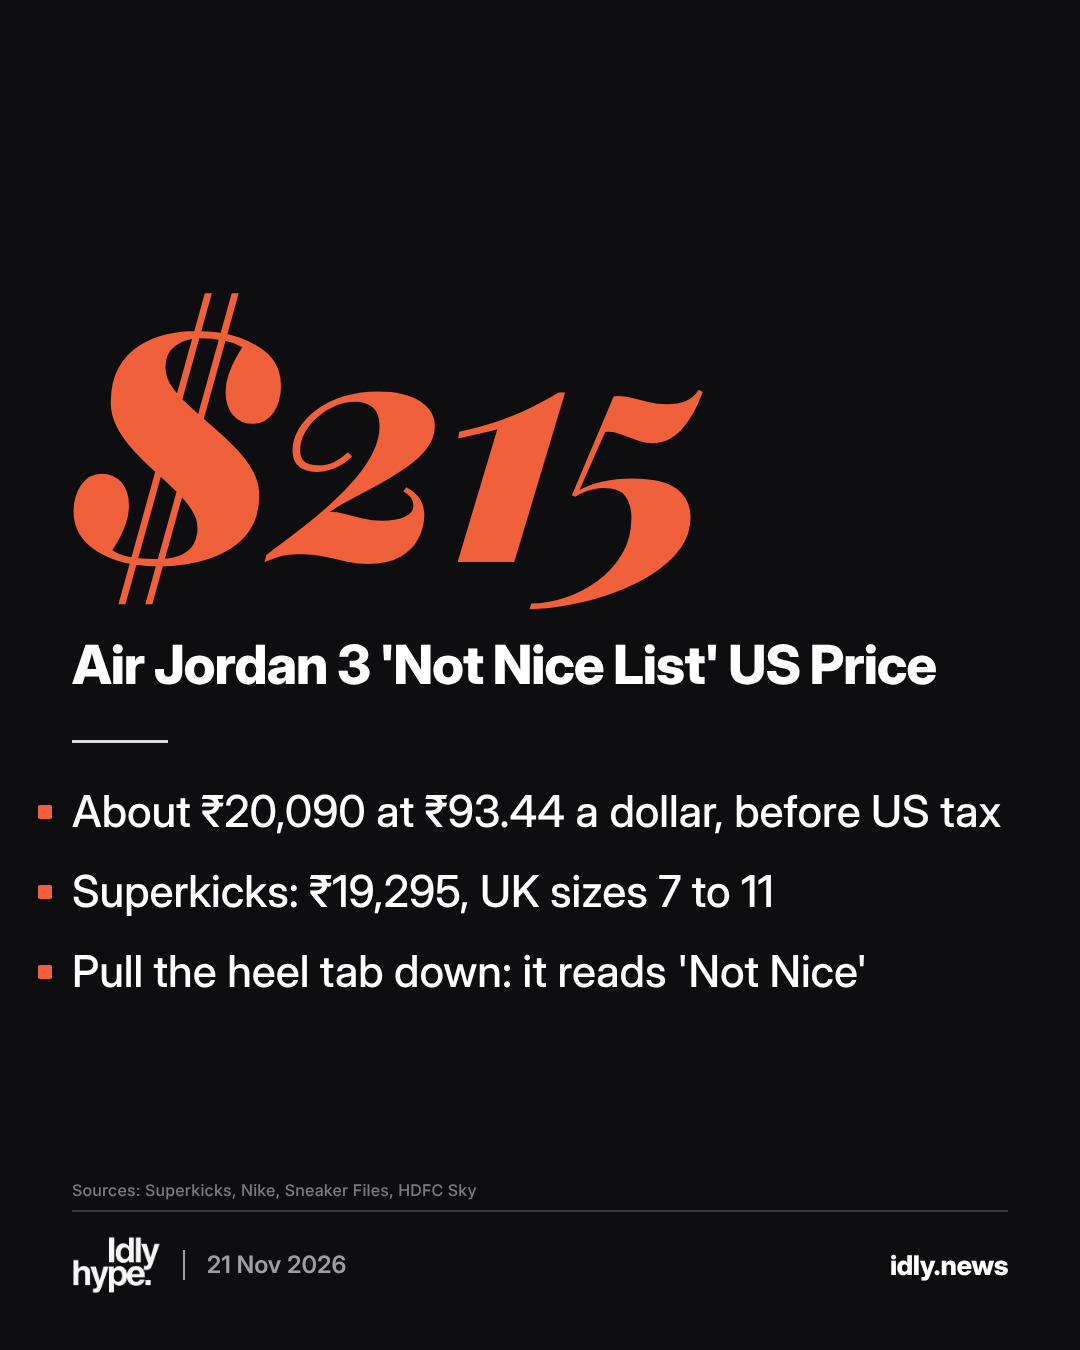 $215
Air Jordan 3 'Not Nice List' US Price
About ₹20,090 at ₹93.44 a dollar, before US tax
Superkicks: ₹19,295, UK sizes 7 to 11
Pull the heel tab down: it reads 'Not Nice'
Sources: Superkicks, Nike, Sneaker Files, HDFC Sky
Idly
hype.
21 Nov 2026
idly.news